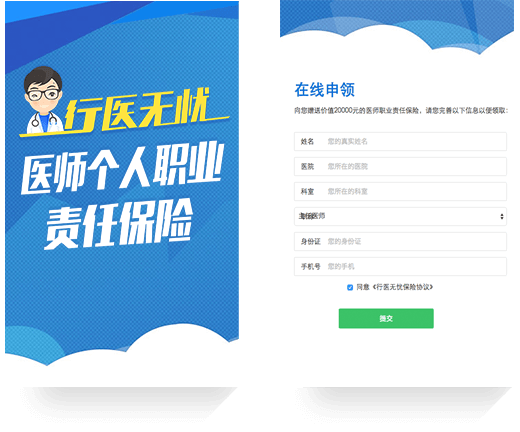 行医无忧
医师个人职业
责任保险
在线申领
向您赠送价值20000元的医师职业责任保险，请您完善以下信息以便领取：
姓名 您的真实姓名
医院 您所在的医院
科室 您所在的科室
主任医师
身份证 您的身份证
手机号 您的手机
同意《行医无忧保险协议》
提交